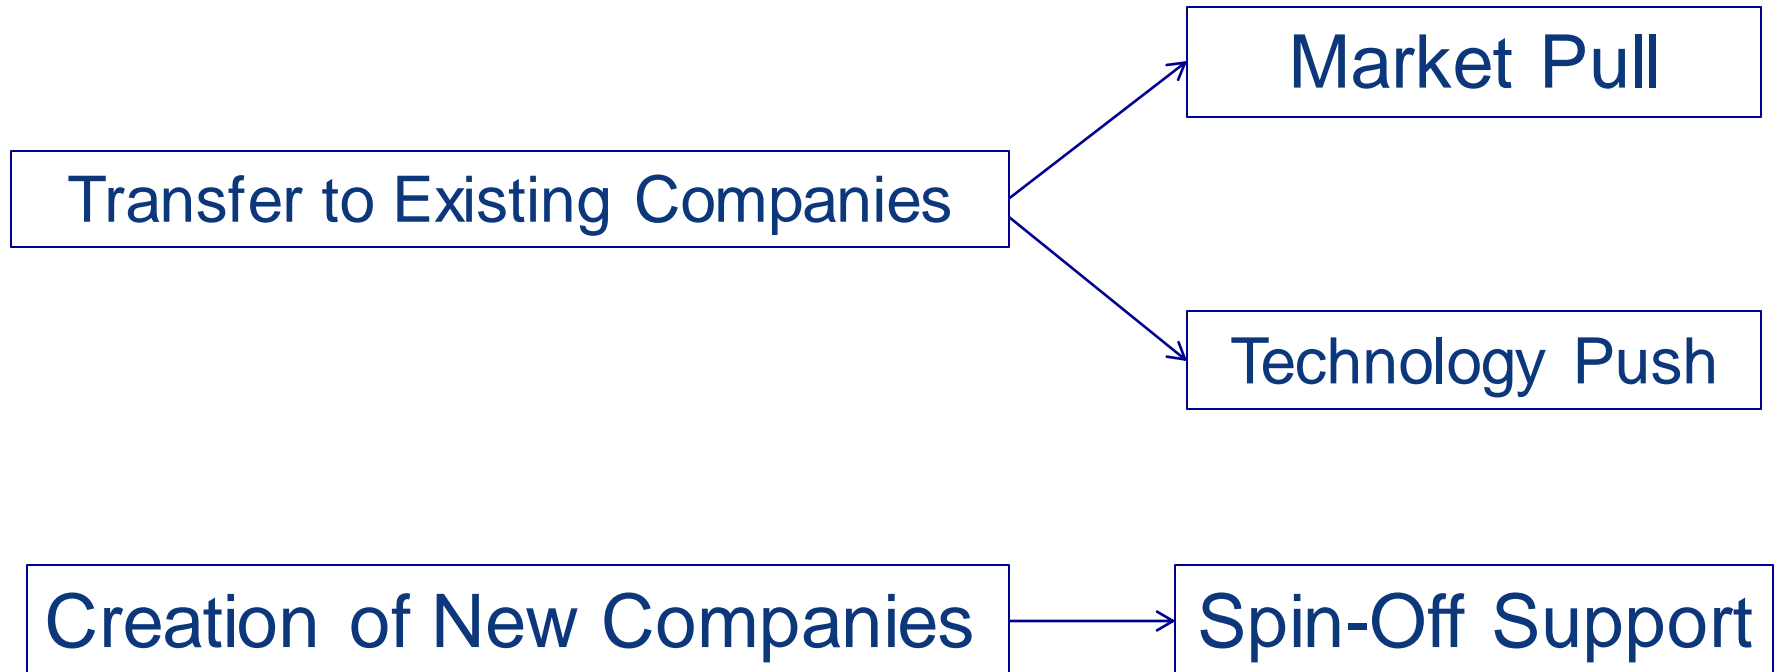 Market Pull
Transfer to Existing Companies
Technology Push
Creation of New Companies
Spin-Off Support